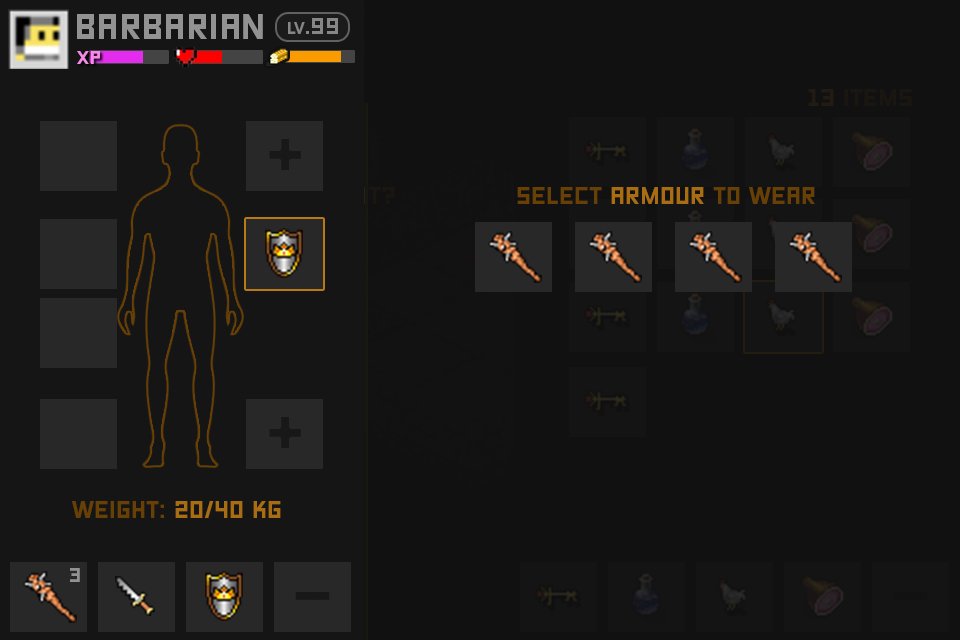 BARBARIAN LV.99
XP
13 ITEMS
SELECT ARMOUR TO WEAR
WEIGHT: 20/40 KG
3